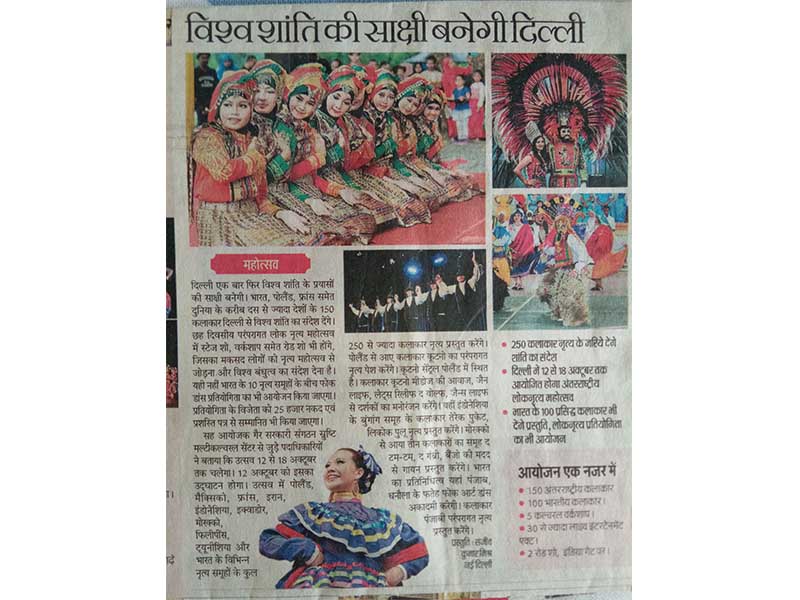 विश्व शांति की साक्षी बनेगी दिल्ली
महोत्सव
दिल्ली एक बार फिर विश्व शांति के प्रयासों
की साक्षी बनेगी। भारत, पोलैंड, फ्रांस समेत
दुनिया के करीब दस से ज्यादा देशों के 150
कलाकार दिल्ली से विश्व शांति का संदेश देंगे।
छह दिवसीय परंपरागत लोक नृत्य महोत्सव
में स्टेज शो, वर्कशाप समेत रोड शो भी होंगे,
जिसका मकसद लोगों को नृत्य महोत्सव से
जोड़ना और विश्व बंधुत्व का संदेश देना है।
यही नहीं भारत के 10 नृत्य समूहों के बीच फोक
डांस प्रतियोगिता का भी आयोजन किया जाएगा।
प्रतियोगिता के विजेता को 25 हजार नकद एवं
प्रशस्ति पत्र से सम्मानित भी किया जाएगा।
सह आयोजक गैर सरकारी संगठन सृष्टि
मल्टीकल्चरल सेंटर से जुड़े पदाधिकारियों
ने बताया कि उत्सव 12 से 18 अक्टूबर
तक चलेगा। 12 अक्टूबर को इसका
उद्घाटन होगा। उत्सव में पोलैंड,
मैक्सिको, फ्रांस, इरान,
इंडोनेशिया, इक्वाडोर,
मोरक्को,
फिलीपींस,
ट्यूनीशिया और
भारत के विभिन्न
नृत्य समूहों के कुल
250 से ज्यादा कलाकार नृत्य प्रस्तुत करेंगे।
पोलैंड से आए कलाकार कूटनो का परंपरागत
नृत्य पेश करेंगे। कूटनो सेंट्रल पोलैंड में स्थित
है। कलाकार कूटनो मीडोज की आवाज, जैन
लाइफ, लेट्स रिलीफ द वोल्फ, जैन्स लाइफ
से दर्शकों का मनोरंजन करेंगे। वहीं इंडोनेशिया
के बुंगांग समूह के कलाकार तेरेक पुकेट,
लिकोक पुलू नृत्य प्रस्तुत करेंगे। मोरक्को
से आया तीन कलाकारों का समूह द
टम-टम, द गंब्री, बैंजो की मदद
से गायन प्रस्तुत करेंगे। भारत
का प्रतिनिधित्व यहां पंजाब,
धनौला के फतेह फोक आर्ट डांस
अकादमी करेगी। कलाकार
पंजाबी परंपरागत नृत्य
प्रस्तुत करेंगे।
प्रस्तुति : संजीव
कुमार मिश्र
नई दिल्ली
• 250 कलाकार नृत्य के जरिये देंगे
शांति का संदेश
• दिल्ली में 12 से 18 अक्टूबर तक
आयोजित होगा अंतरराष्ट्रीय
लोकनृत्य महोत्सव
• भारत के 100 प्रसिद्ध कलाकार भी
देंगे प्रस्तुति, लोकनृत्य प्रतियोगिता
का भी आयोजन
आयोजन एक नजर में
• 150 अंतरराष्ट्रीय कलाकार
• 100 भारतीय कलाकार।
• 5 कल्चरल वर्कशॉप।
• 30 से ज्यादा लाइव इंटरटेनमेंट
एक्ट।
• 2 रोड शो, इंडिया गेट पर।